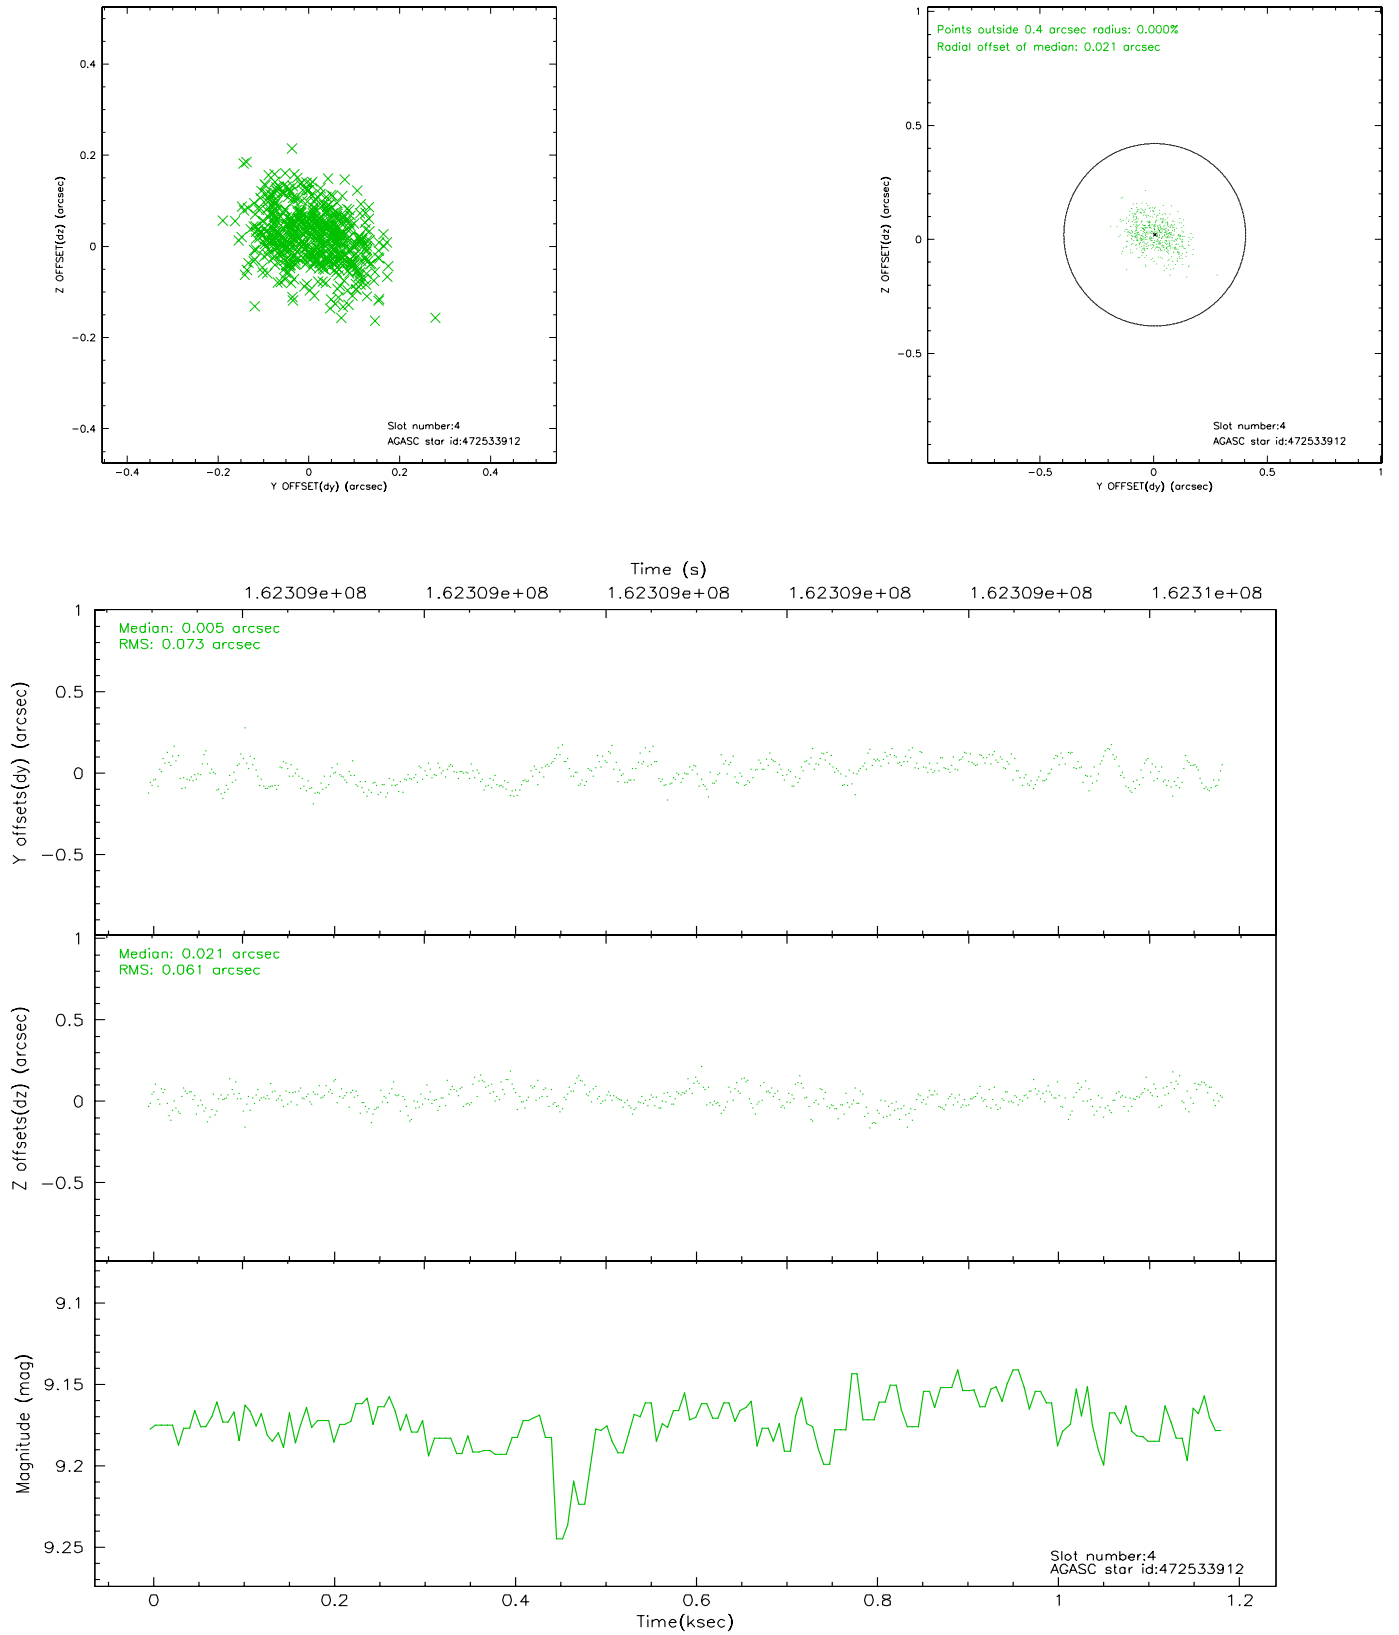 0.4
0.2
0
−0.2
−0.4
Z OFFSET(dz) (arcsec)
Slot number:4
AGASC star id:472533912
−0.4 −0.2 0 0.2 0.4
Y OFFSET(dy) (arcsec)
Points outside 0.4 arcsec radius: 0.000%
Radial offset of median: 0.021 arcsec
1
0.5
0
−0.5
Z OFFSET(dz) (arcsec)
Slot number:4
AGASC star id:472533912
−0.5 0 0.5 1
Y OFFSET(dy) (arcsec)
Time (s)
1.62309e+08 1.62309e+08 1.62309e+08 1.62309e+08 1.62309e+08 1.6231e+08
Median: 0.005 arcsec
RMS: 0.073 arcsec
1
0.5
0
−0.5
Y offsets(dy) (arcsec)
Median: 0.021 arcsec
RMS: 0.061 arcsec
1
0.5
0
−0.5
Z offsets(dz) (arcsec)
9.1
9.15
9.2
9.25
Magnitude (mag)
Slot number:4
AGASC star id:472533912
0 0.2 0.4 0.6 0.8 1 1.2
Time(ksec)